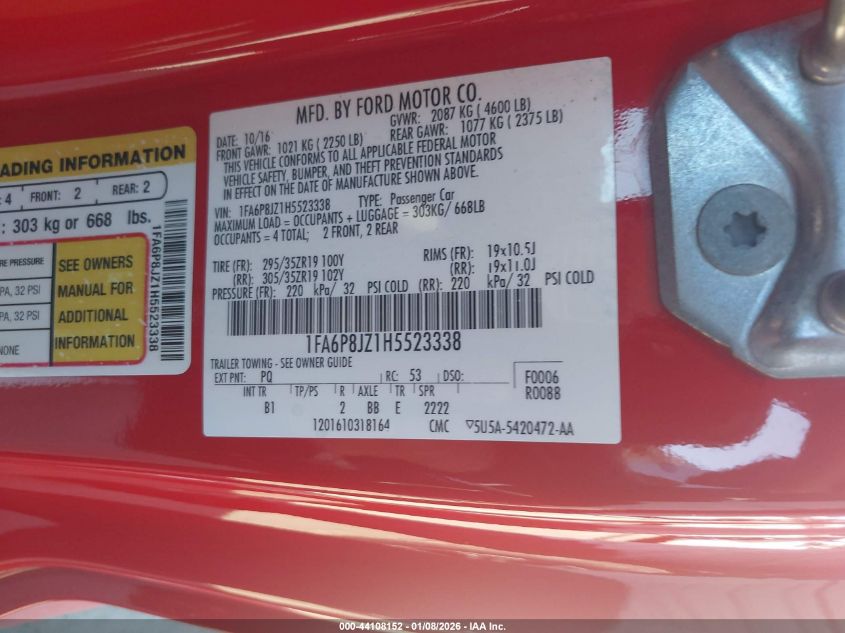 MFD. BY FORD MOTOR CO.
DATE: 10/16 GVWR: 2087 KG ( 4600 LB)
FRONT GAWR: 1021 KG ( 2250 LB) REAR GAWR: 1077 KG ( 2375 LB)
THIS VEHICLE CONFORMS TO ALL APPLICABLE FEDERAL MOTOR
VEHICLE SAFETY, BUMPER, AND THEFT PREVENTION STANDARDS
IN EFFECT ON THE DATE OF MANUFACTURE SHOWN ABOVE.
VIN: 1FA6P8JZ1H5523338 TYPE: Passenger Car
MAXIMUM LOAD = OCCUPANTS + LUGGAGE = 303KG/ 668LB
OCCUPANTS = 4 TOTAL; 2 FRONT, 2 REAR
TIRE (FR): 295/35ZR19 100Y RIMS (FR): 19x10.5J
(RR): 305/35ZR19 102Y (RR): 19x11.0J
PRESSURE (FR): 220 kPa/ 32 PSI COLD (RR): 220 kPa/ 32 PSI COLD
1FA6P8JZ1H5523338
TRAILER TOWING - SEE OWNER GUIDE
EXT PNT: PQ RC: 53 DSO: F0006
R0088
INT TR TP/PS R AXLE TR SPR
B1 2 BB E 2222
1201610318164 CMC 5U5A-5420472-AA
ADING INFORMATION
4 FRONT: 2 REAR: 2
: 303 kg or 668 lbs.
RE PRESSURE
PA, 32 PSI
PA, 32 PSI
NONE
SEE OWNERS
MANUAL FOR
ADDITIONAL
INFORMATION
1FA6P8JZ1H5523338
000-44108152 - 01/08/2026 - IAA Inc.